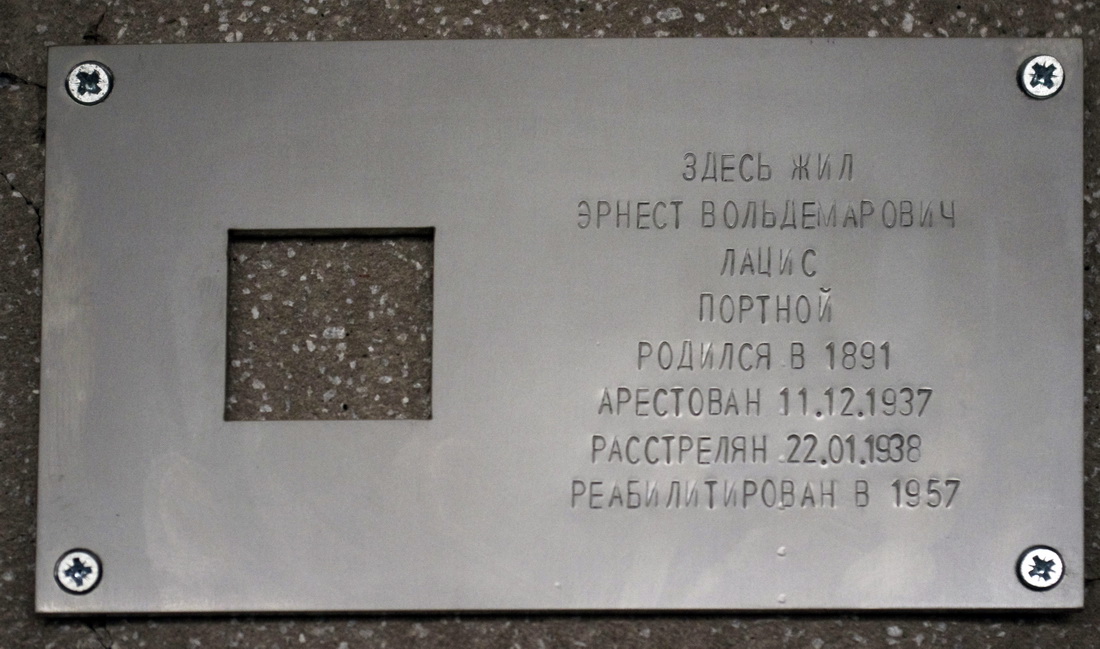 ЗДЕСЬ ЖИЛ
ЭРНЕСТ ВОЛЬДЕМАРОВИЧ
ЛАЦИС
ПОРТНОЙ
РОДИЛСЯ В 1891
АРЕСТОВАН 11.12.1937
РАССТРЕЛЯН 22.01.1938
РЕАБИЛИТИРОВАН В 1957